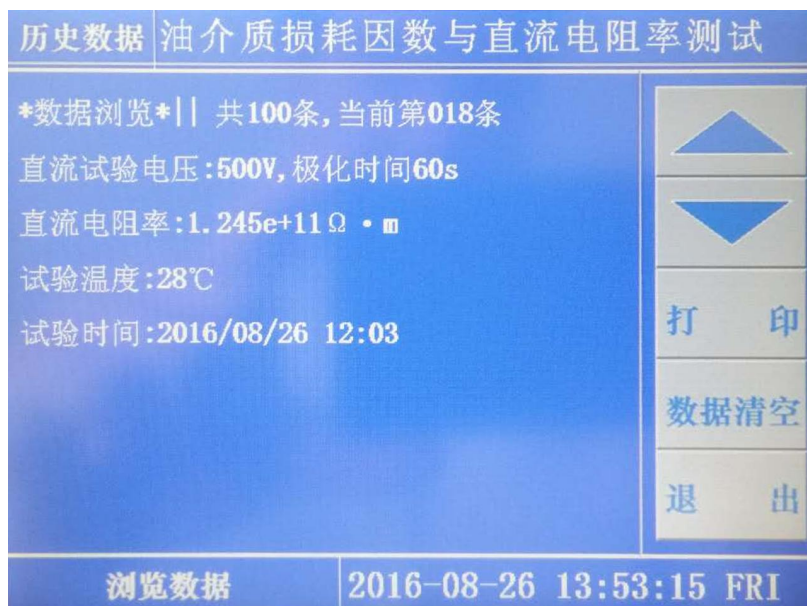 历史数据 油介质损耗因数与直流电阻率测试
*数据浏览*|| 共100条,当前第018条
直流试验电压:500V,极化时间60s
直流电阻率:1.245e+11Ω·m
试验温度:28℃
试验时间:2016/08/26 12:03
打 印
数据清空
退 出
浏览数据 2016-08-26 13:53:15 FRI